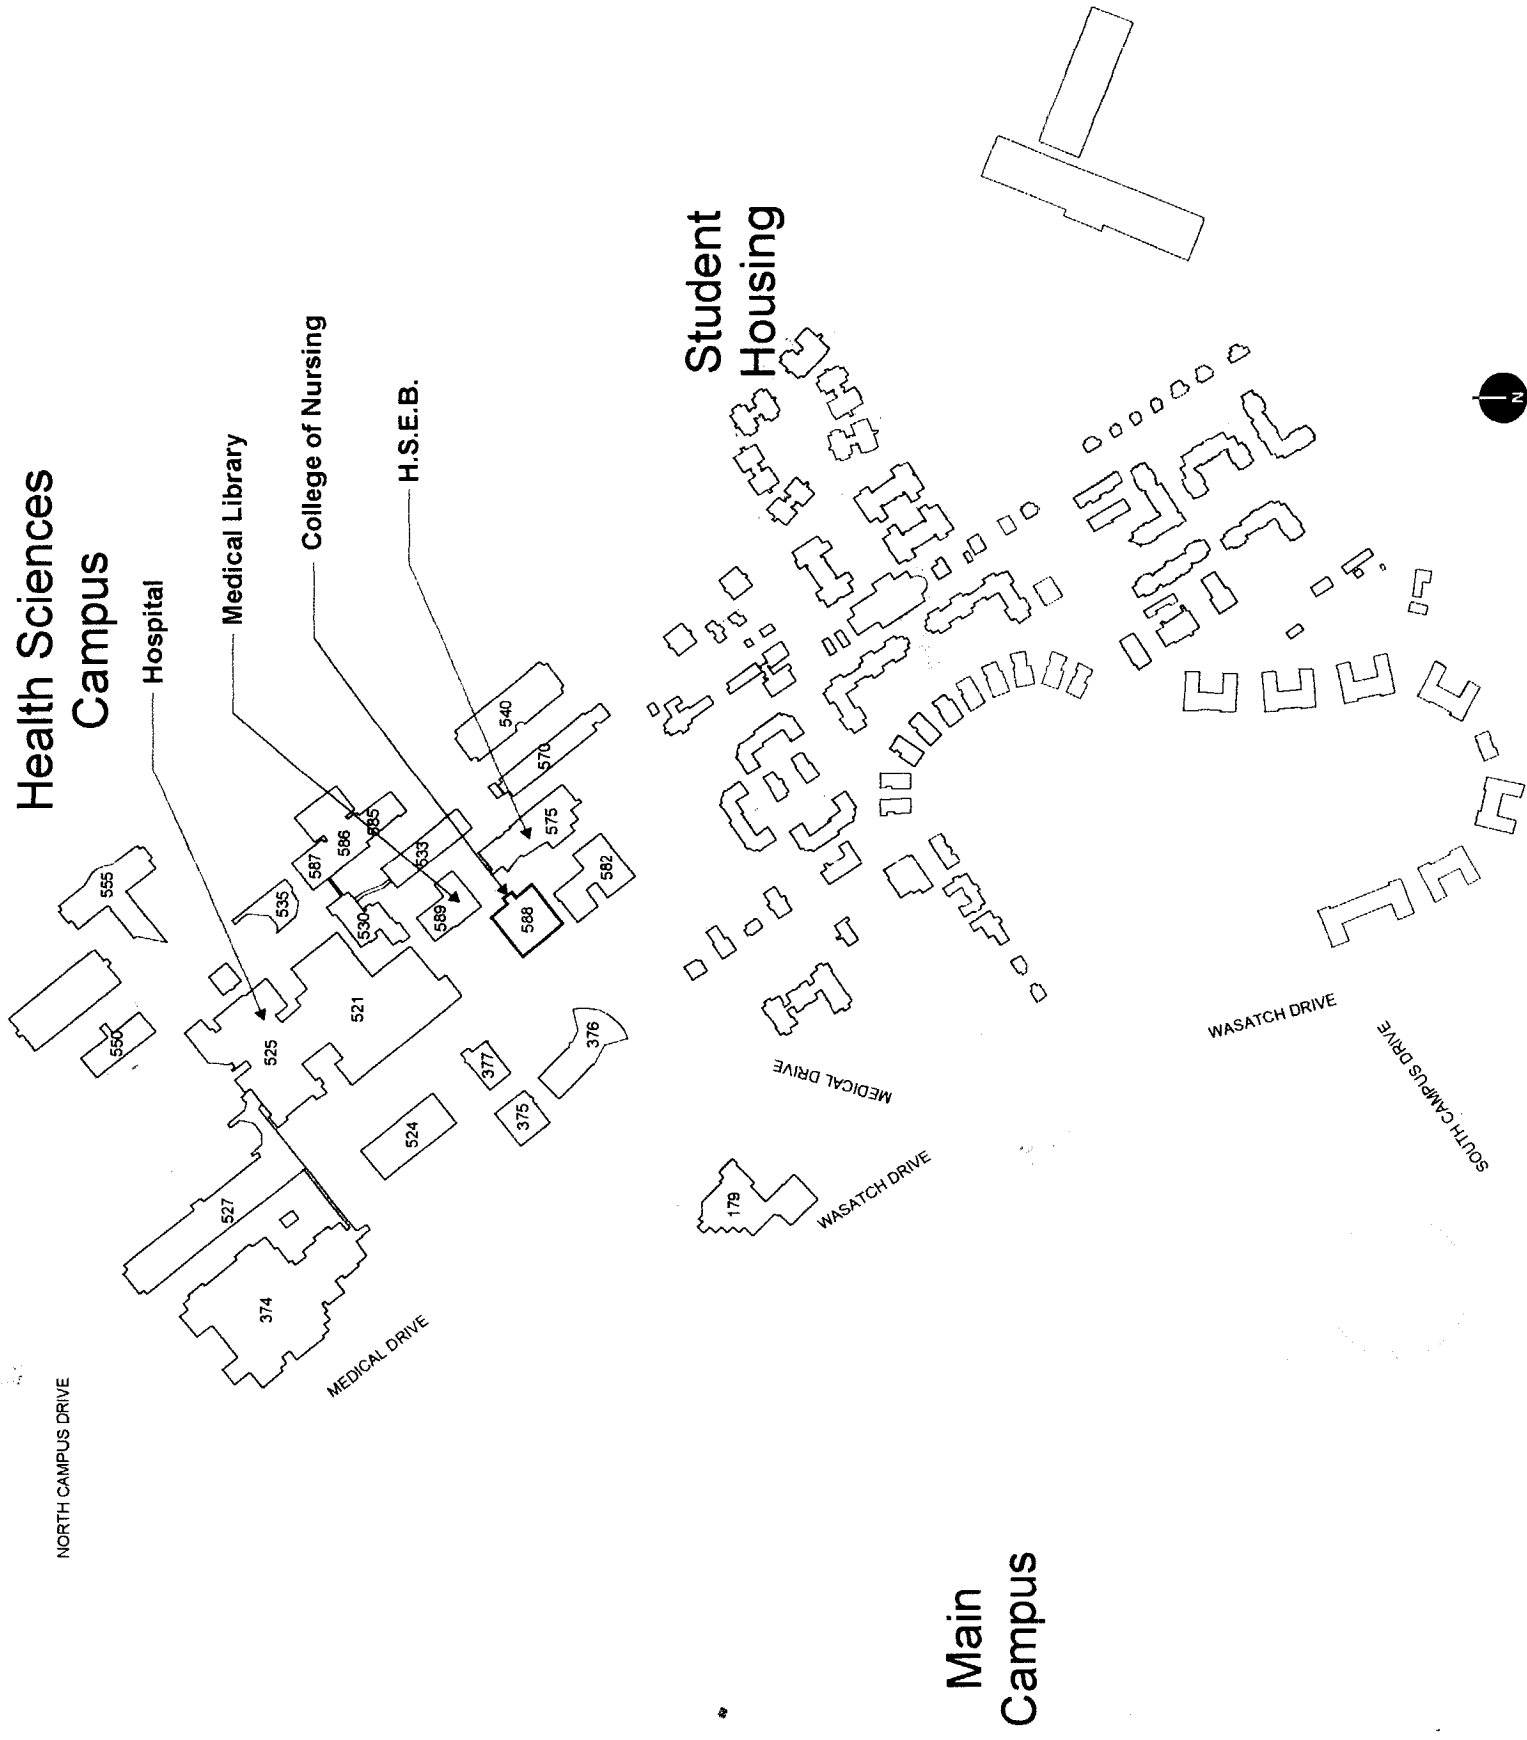 Health Sciences
Campus
Hospital
Medical Library
College of Nursing
H.S.E.B.
Student
Housing
Main
Campus
NORTH CAMPUS DRIVE
MEDICAL DRIVE
MEDICAL DRIVE
WASATCH DRIVE
WASATCH DRIVE
SOUTH CAMPUS DRIVE
555
550
535
587
586
585
533
530
589
588
540
570
575
582
525
521
527
524
374
377
375
376
179
N